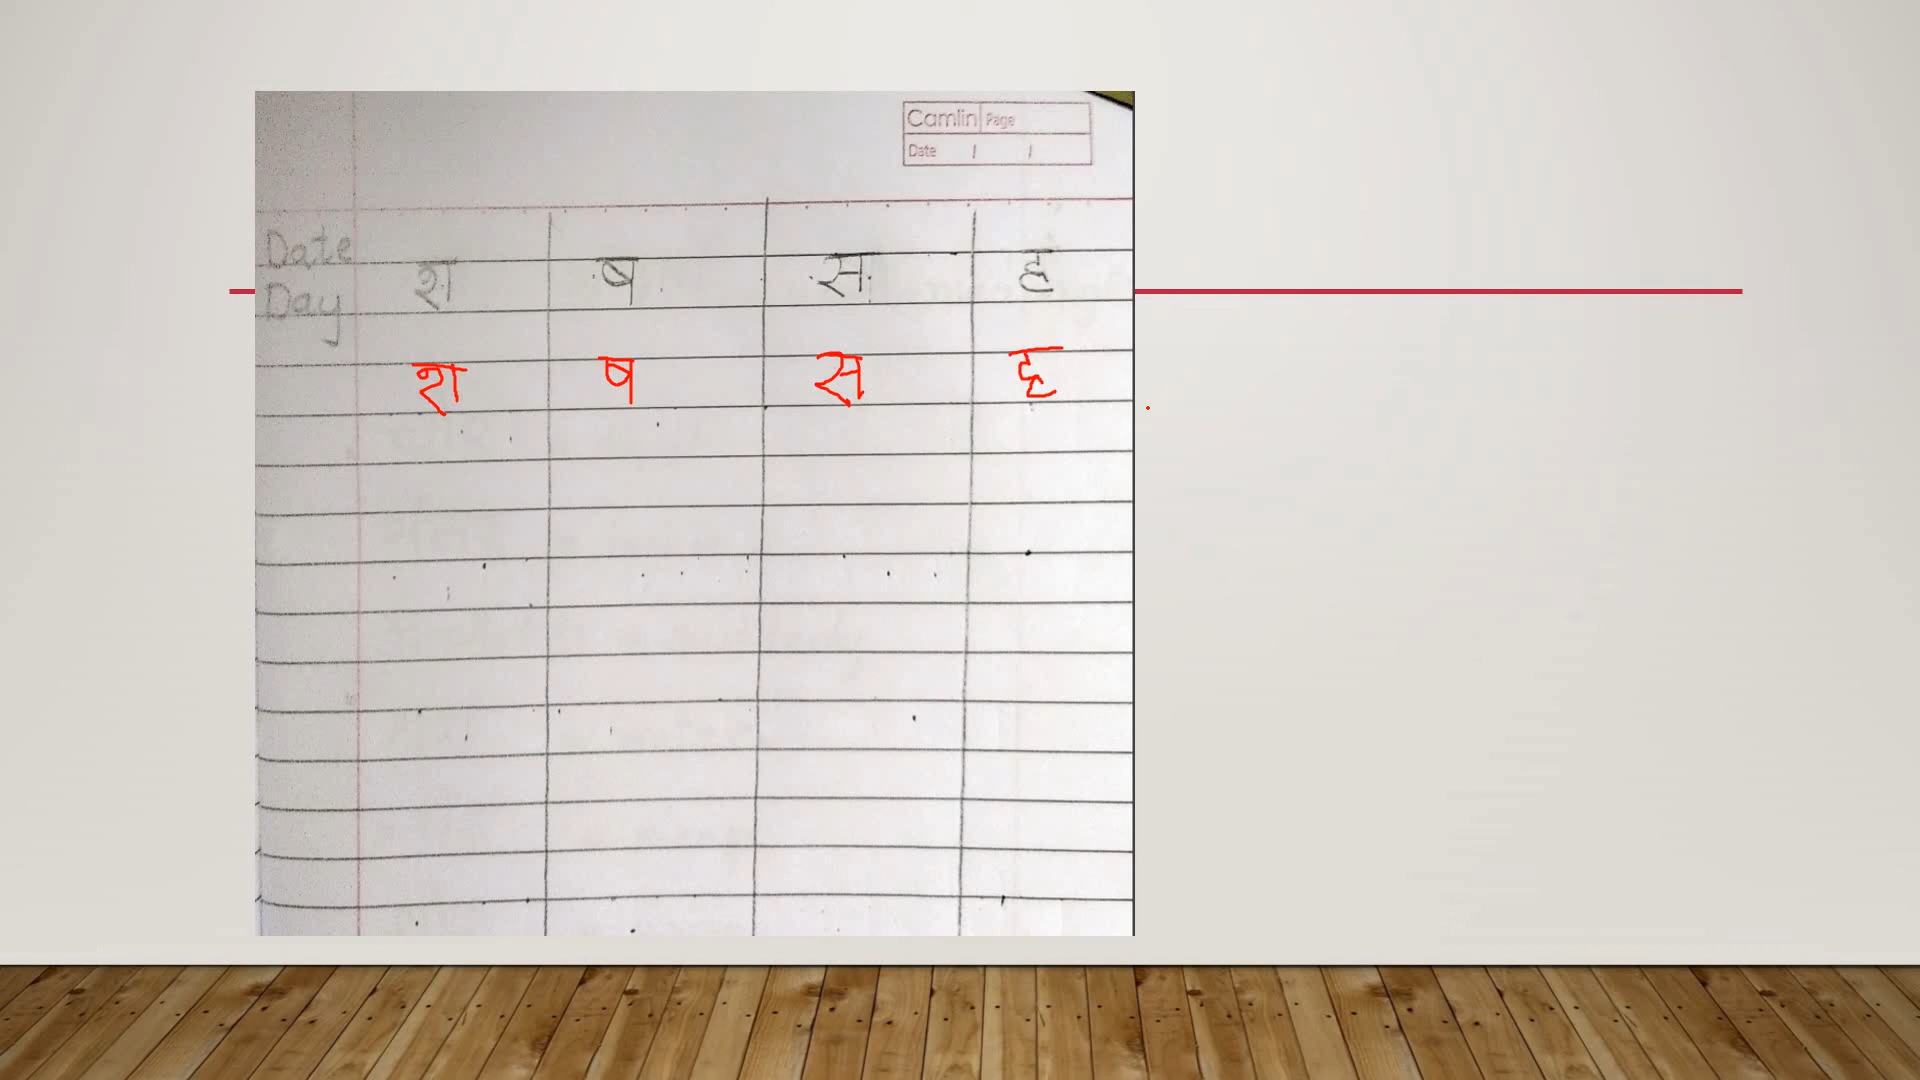 Camlin Page
Date / /
Date
Day श ष स ह
श ष स ह